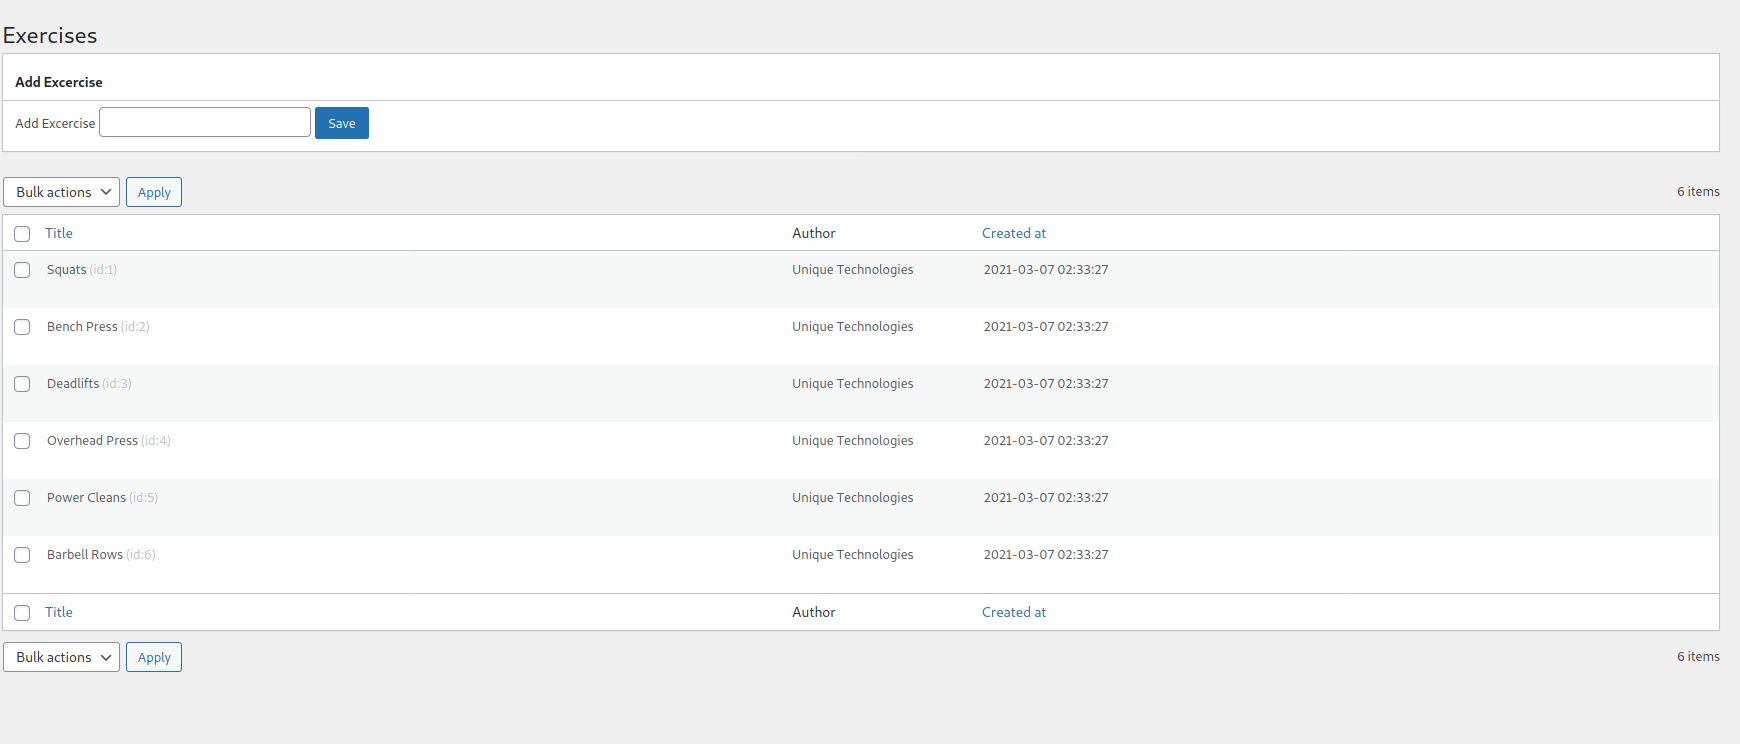 Exercises
Add Excercise
Add Excercise Save
Bulk actions Apply 6 items
Title Author Created at
Squats (id:1) Unique Technologies 2021-03-07 02:33:27
Bench Press (id:2) Unique Technologies 2021-03-07 02:33:27
Deadlifts (id:3) Unique Technologies 2021-03-07 02:33:27
Overhead Press (id:4) Unique Technologies 2021-03-07 02:33:27
Power Cleans (id:5) Unique Technologies 2021-03-07 02:33:27
Barbell Rows (id:6) Unique Technologies 2021-03-07 02:33:27
Title Author Created at
Bulk actions Apply 6 items